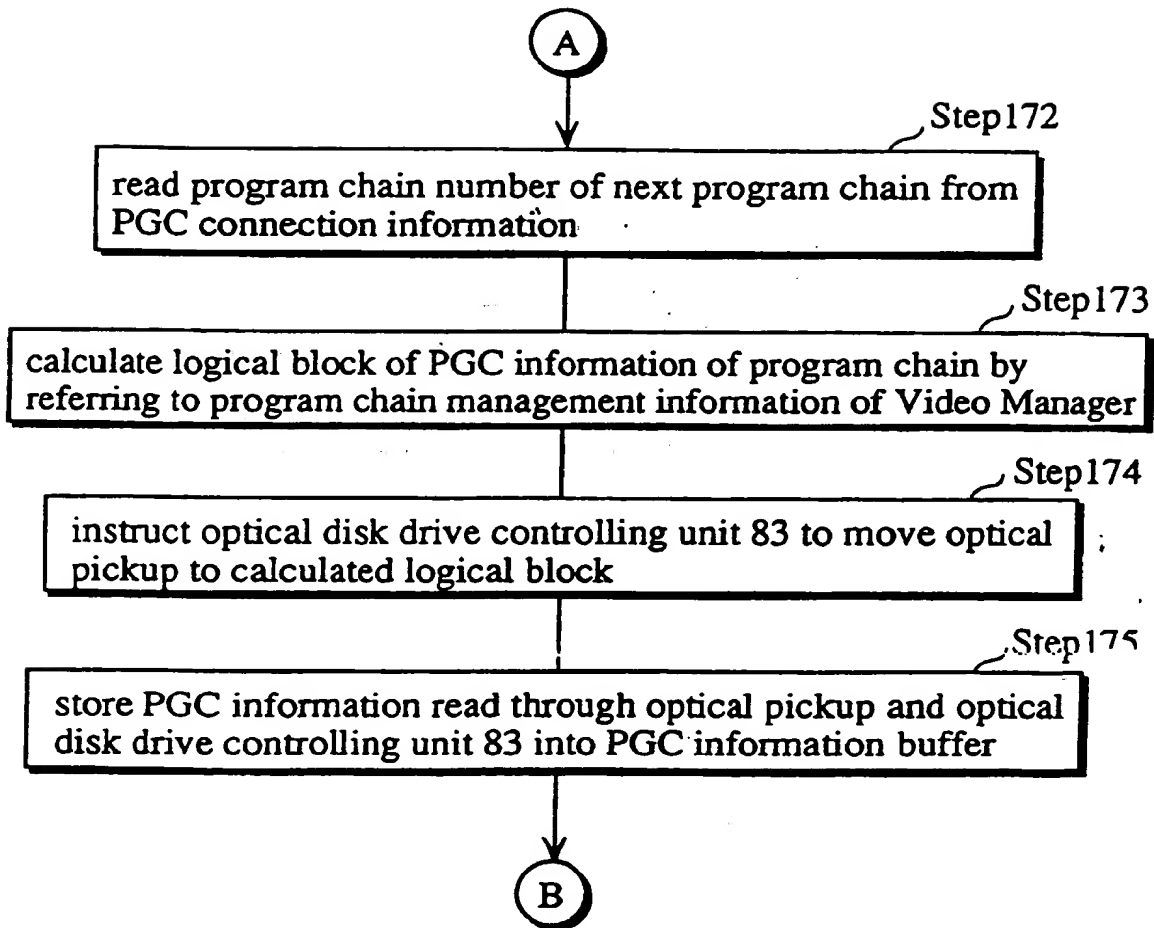 A
Step172
read program chain number of next program chain from
PGC connection information
Step173
calculate logical block of PGC information of program chain by
referring to program chain management information of Video Manager
Step174
instruct optical disk drive controlling unit 83 to move optical
pickup to calculated logical block
Step175
store PGC information read through optical pickup and optical
disk drive controlling unit 83 into PGC information buffer
B